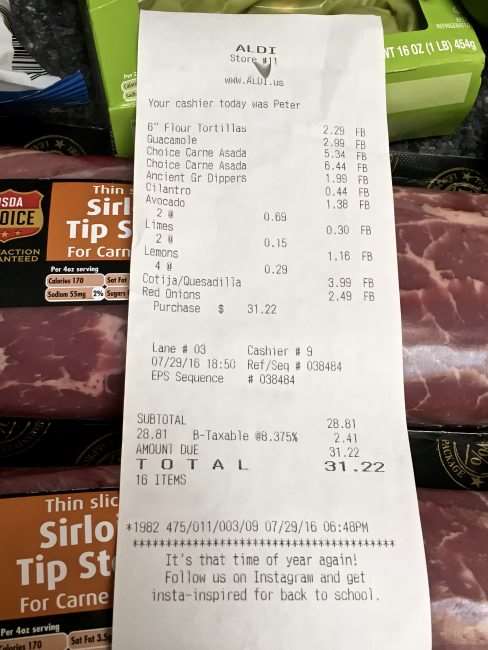 WT 16 OZ (1 LB) 454g
ALDI
Store #11
www.ALDI.us
Your cashier today was Peter
6" Flour Tortillas 2.29 FB
Guacamole 2.99 FB
Choice Carne Asada 5.34 FB
Choice Carne Asada 6.44 FB
Ancient Gr Dippers 1.99 FB
Cilantro 0.44 FB
Avocado 1.38 FB
2 @ 0.69
Limes 0.30 FB
2 @ 0.15
Lemons 1.16 FB
4 @ 0.29
Cotija/Quesadilla 3.99 FB
Red Onions 2.49 FB
Purchase $ 31.22
Lane # 03 Cashier # 9
07/29/16 18:50 Ref/Seq # 038484
EPS Sequence # 038484
SUBTOTAL 28.81
28.81 B-Taxable @8.375% 2.41
AMOUNT DUE 31.22
TOTAL 31.22
16 ITEMS
*1982 475/011/003/09 07/29/16 06:48PM
****************************************
It's that time of year again!
Follow us on Instagram and get
insta-inspired for back to school.
USDA
CHOICE
Thin s
Sirl
Tip S
For Carn
Per 4oz serving
Calories 170 Sat Fat
Sodium 55mg 2% Sugars
Thin slic
Sirlo
Tip St
For Carne
Per 4oz serving
Calories 170 Sat Fat 3.5g
PACKAGE